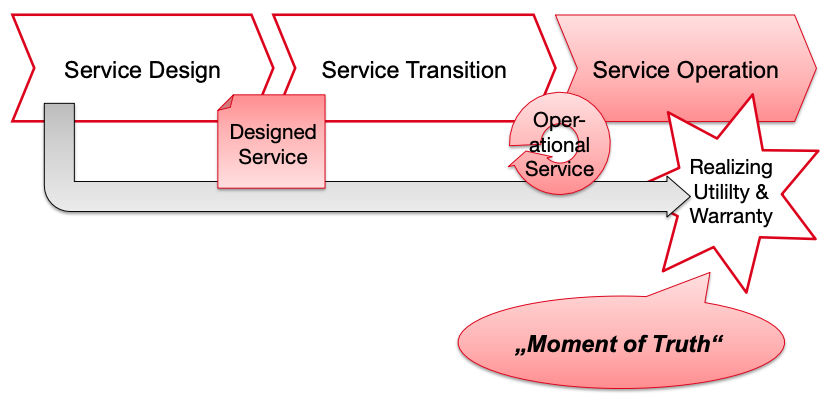 Service Design
Service Transition
Service Operation
Designed
Service
Oper-
ational
Service
Realizing
Utililty &
Warranty
„Moment of Truth“